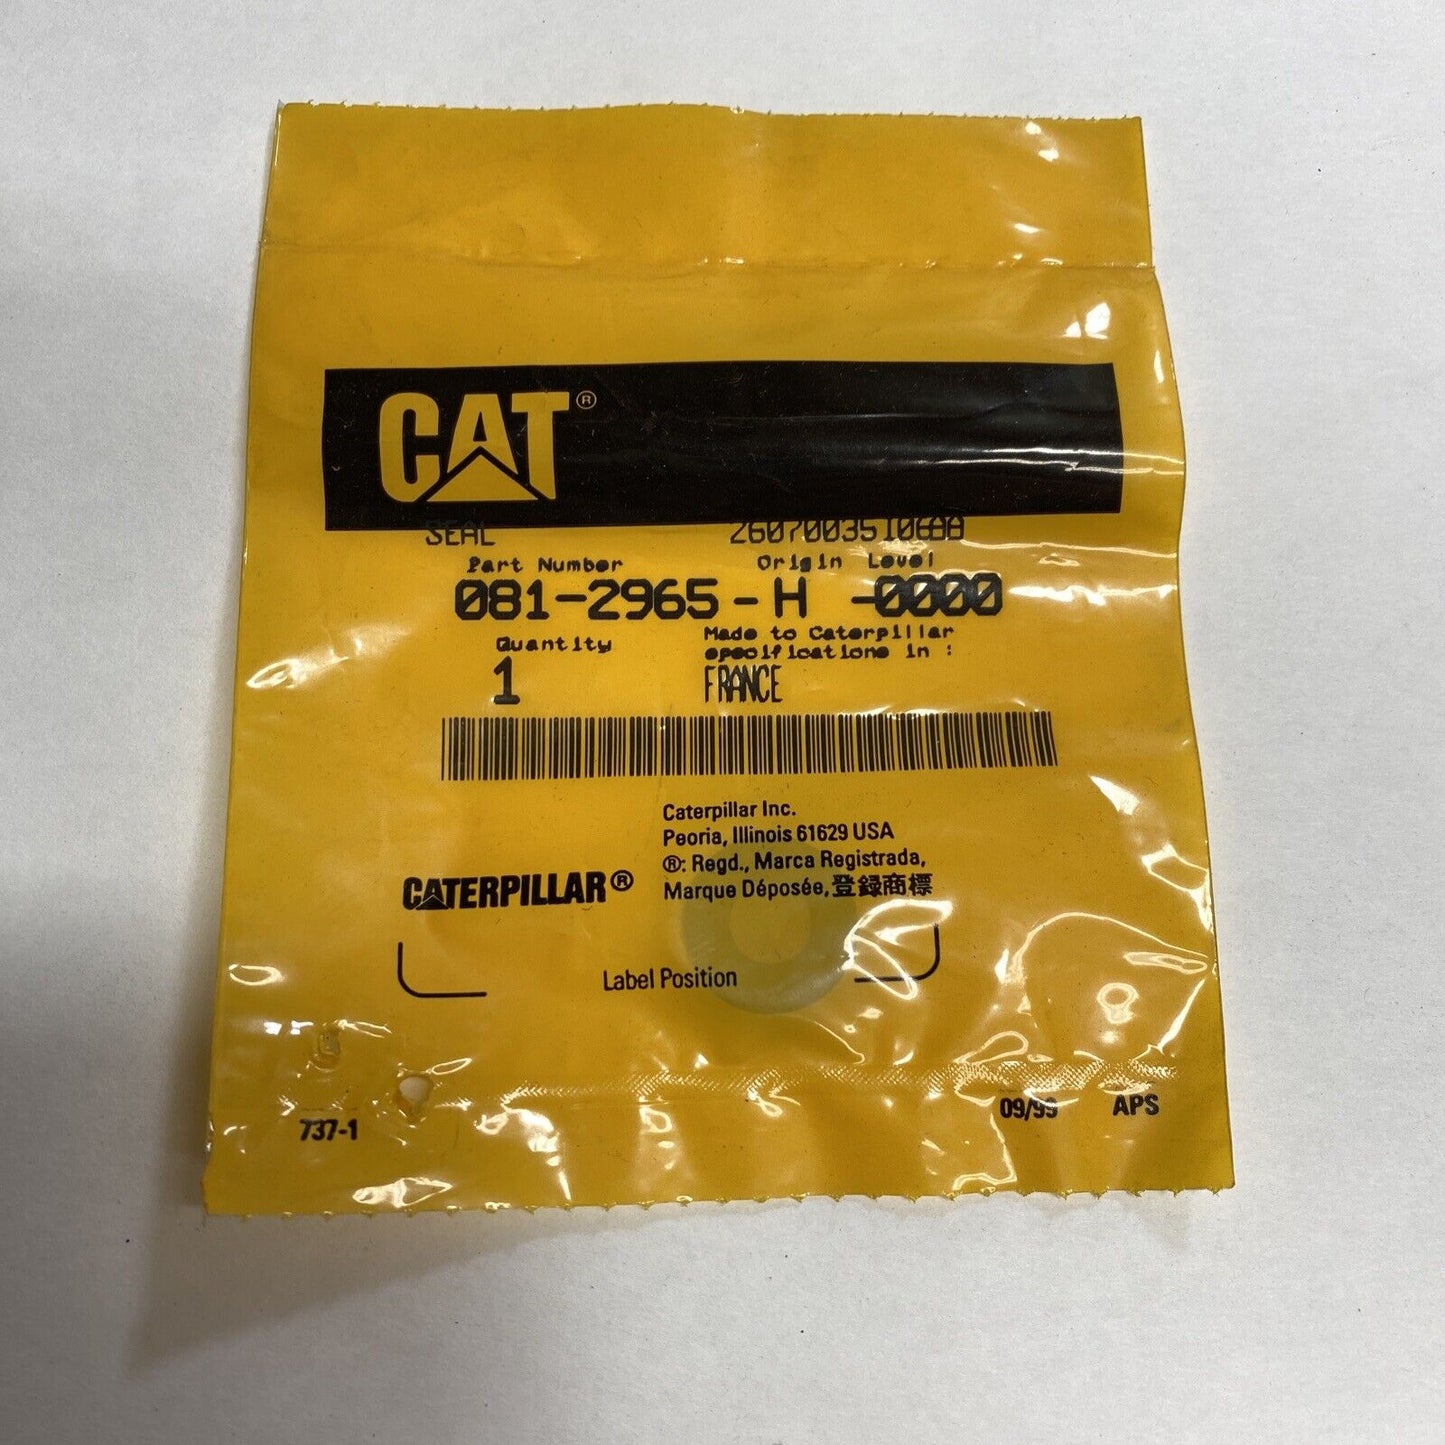 CAT®
SEAL
Part Number Origin Level
081-2965-H -0000
Quantity
Made to Caterpillar
specifications in :
1 FRANCE
Caterpillar Inc.
Peoria, Illinois 61629 USA
®: Regd., Marca Registrada,
Marque Déposée, 登録商標
CATERPILLAR®
Label Position
737-1 09/99 APS